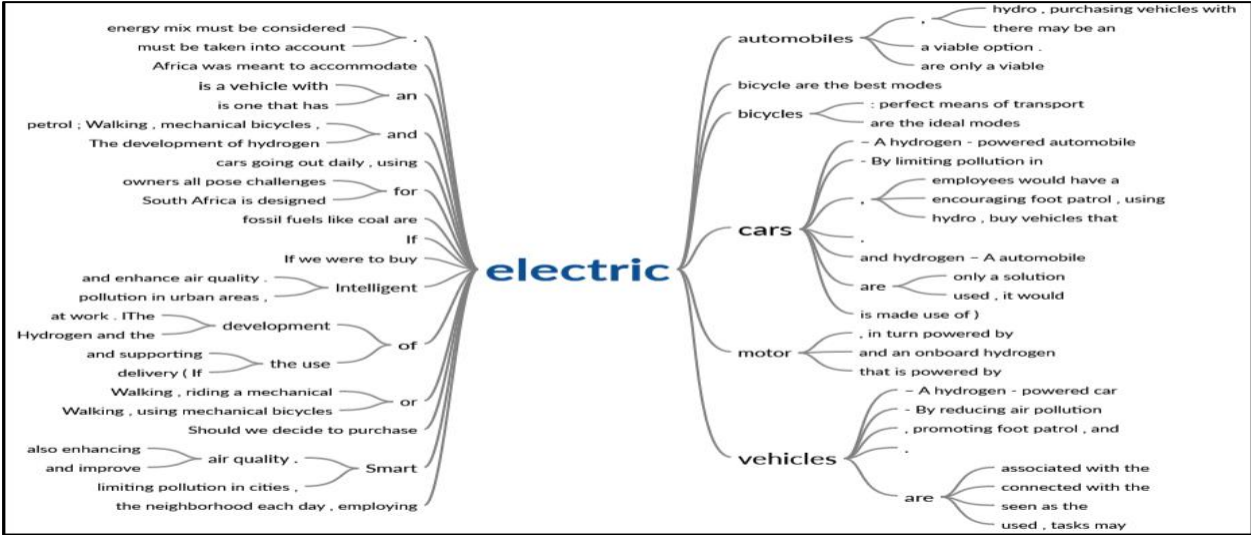 energy mix must be considered
must be taken into account
.
Africa was meant to accommodate
is a vehicle with
is one that has
an
petrol ; Walking , mechanical bicycles ,
The development of hydrogen
and
cars going out daily , using
owners all pose challenges
South Africa is designed
for
fossil fuels like coal are
If
If we were to buy
and enhance air quality .
pollution in urban areas ,
Intelligent
at work . IThe
Hydrogen and the
development
and supporting
delivery ( If
the use
of
Walking , riding a mechanical
Walking , using mechanical bicycles
or
Should we decide to purchase
also enhancing
and improve
air quality .
limiting pollution in cities ,
Smart
the neighborhood each day , employing
electric
automobiles
,
hydro , purchasing vehicles with
there may be an
a viable option .
are only a viable
bicycle are the best modes
bicycles
: perfect means of transport
are the ideal modes
cars
– A hydrogen - powered automobile
- By limiting pollution in
,
employees would have a
encouraging foot patrol , using
hydro , buy vehicles that
.
and hydrogen – A automobile
are
only a solution
used , it would
is made use of )
motor
, in turn powered by
and an onboard hydrogen
that is powered by
vehicles
– A hydrogen - powered car
- By reducing air pollution
, promoting foot patrol , and
.
are
associated with the
connected with the
seen as the
used , tasks may